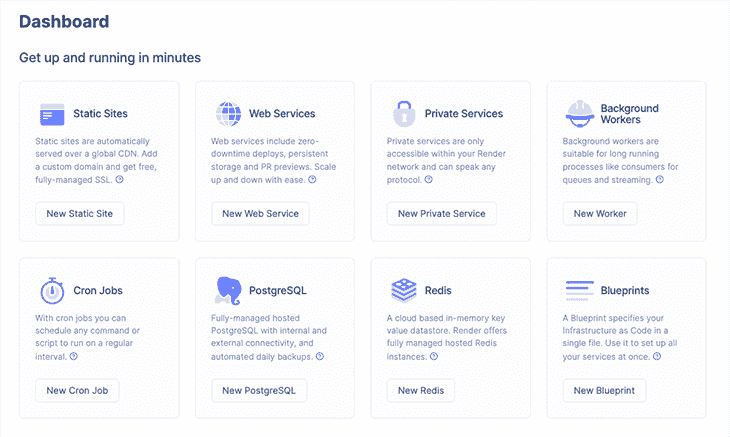 Dashboard
Get up and running in minutes
Static Sites
Static sites are automatically
served over a global CDN. Add
a custom domain and get free,
fully-managed SSL.
New Static Site
Web Services
Web services include zero-
downtime deploys, persistent
storage and PR previews. Scale
up and down with ease.
New Web Service
Private Services
Private services are only
accessible within your Render
network and can speak any
protocol.
New Private Service
Background
Workers
Background workers are
suitable for long running
processes like consumers for
queues and streaming.
New Worker
Cron Jobs
With cron jobs you can
schedule any command or
script to run on a regular
interval.
New Cron Job
PostgreSQL
Fully-managed hosted
PostgreSQL with internal and
external connectivity, and
automated daily backups.
New PostgreSQL
Redis
A cloud based in-memory key
value datastore. Render offers
fully managed hosted Redis
instances.
New Redis
Blueprints
A Blueprint specifies your
Infrastructure as Code in a
single file. Use it to set up all
your services at once.
New Blueprint